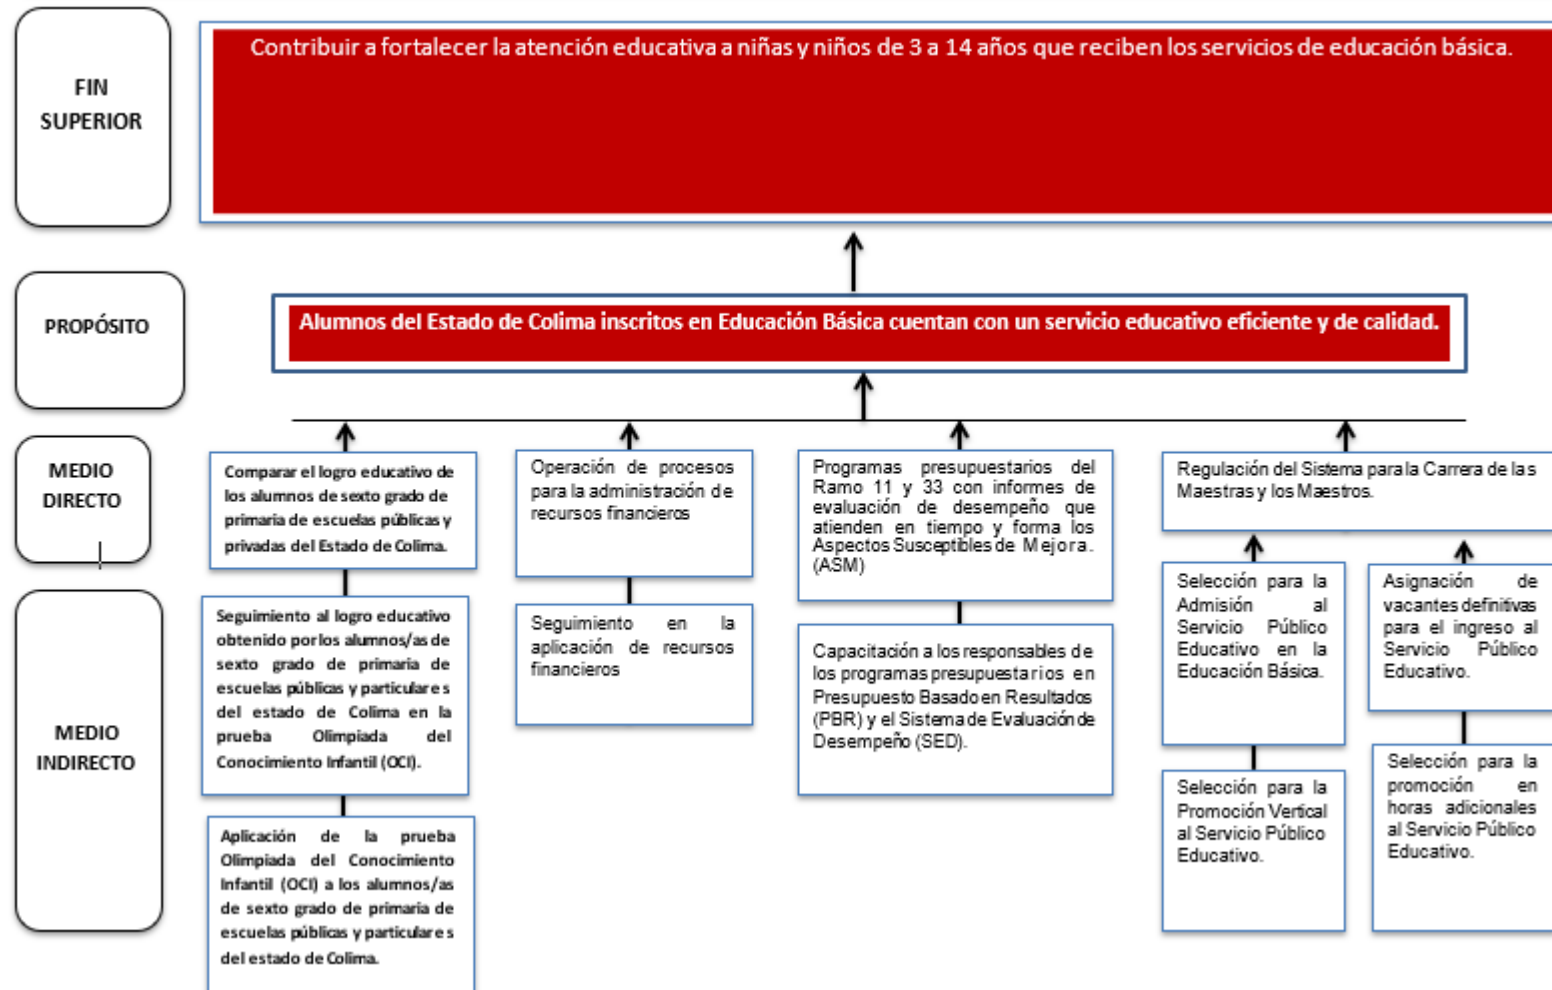 FIN
SUPERIOR
Contribuir a fortalecer la atención educativa a niñas y niños de 3 a 14 años que reciben los servicios de educación básica.
PROPÓSITO
Alumnos del Estado de Colima inscritos en Educación Básica cuentan con un servicio educativo eficiente y de calidad.
MEDIO
DIRECTO
Comparar el logro educativo de
los alumnos de sexto grado de
primaria de escuelas públicas y
privadas del Estado de Colima.
Operación de procesos
para la administración de
recursos financieros
Programas presupuestarios del
Ramo 11 y 33 con informes de
evaluación de desempeño que
atienden en tiempo y forma los
Aspectos Susceptibles de Mejora.
(ASM)
Regulación del Sistema para la Carrera de las
Maestras y los Maestros.
MEDIO
INDIRECTO
Seguimiento al logro educativo
obtenido por los alumnos/as de
sexto grado de primaria de
escuelas públicas y particulares
del estado de Colima en la
prueba Olimpiada del
Conocimiento Infantil (OCI).
Seguimiento en la
aplicación de recursos
financieros
Capacitación a los responsables de
los programas presupuestarios en
Presupuesto Basado en Resultados
(PBR) y el Sistema de Evaluación de
Desempeño (SED).
Selección para la
Admisión al
Servicio Público
Educativo en la
Educación Básica.
Asignación de
vacantes definitivas
para el ingreso al
Servicio Público
Educativo.
Aplicación de la prueba
Olimpiada del Conocimiento
Infantil (OCI) a los alumnos/as
de sexto grado de primaria de
escuelas públicas y particulares
del estado de Colima.
Selección para la
Promoción Vertical
al Servicio Público
Educativo.
Selección para la
promoción en
horas adicionales
al Servicio Público
Educativo.